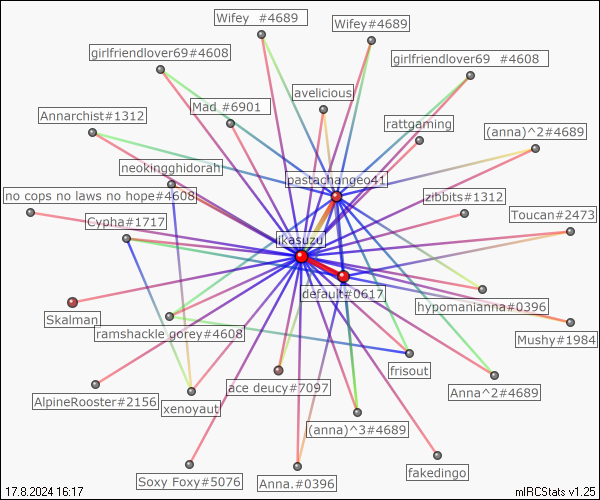 Wifey #4689
Wifey#4689
girlfriendlover69#4608
girlfriendlover69 #4608
avelicious
Mad_#6901
Annarchist#1312
rattgaming
(anna)^2#4689
neokingghidorah
pastachangeo41
no cops no laws no hope#4608
zibbits#1312
Cypha#1717
Toucan#2473
ikasuzu
default#0617
hypomanianna#0396
Skalman
ramshackle gorey#4608
Mushy#1984
frisout
ace deucy#7097
Anna^2#4689
AlpineRooster#2156
xenoyaut
(anna)^3#4689
fakedingo
Soxy Foxy#5076
Anna.#0396
17.8.2024 16:17
mIRCStats v1.25